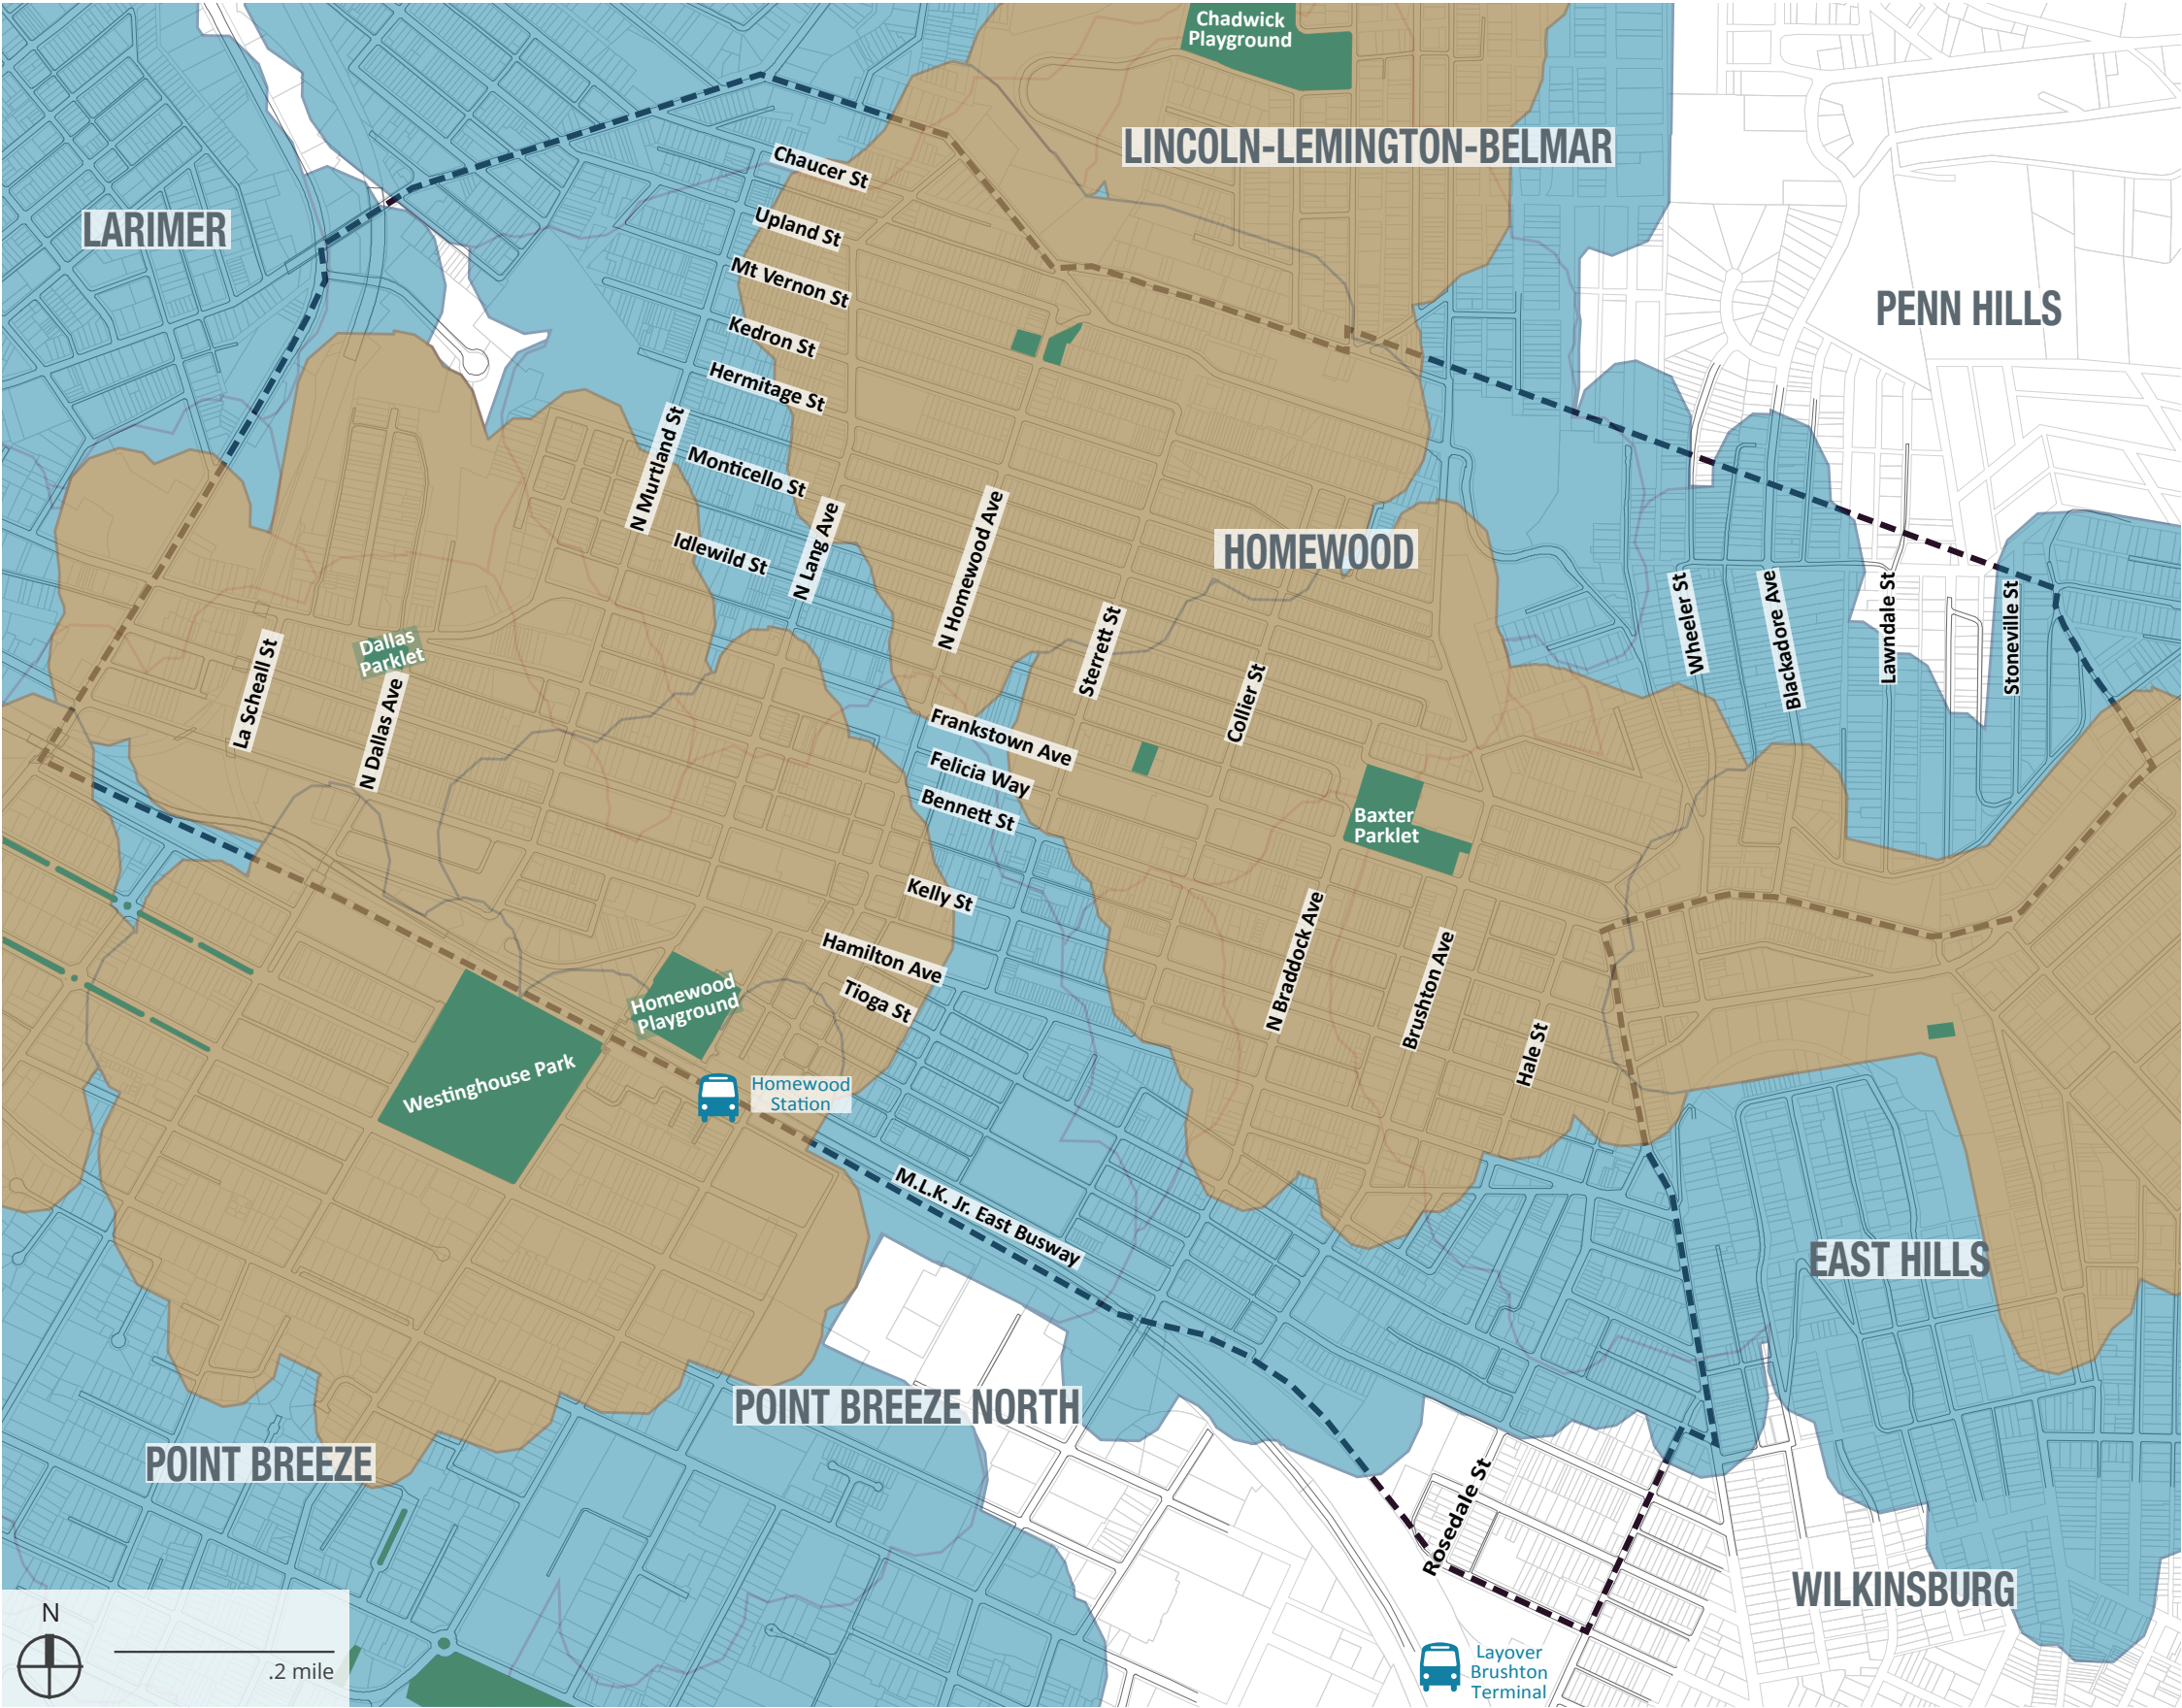 Chadwick
Playground
LINCOLN-LEMINGTON-BELMAR
Chaucer St
LARIMER
Upland St
Mt Vernon St
PENN HILLS
Kedron St
Hermitage St
N Murtland St
Monticello St
N Lang Ave
N Homewood Ave
HOMEWOOD
Idlewild St
Wheeler St
Blackadore Ave
Lawndale St
Stoneville St
La Scheall St
Dallas
Parklet
N Dallas Ave
Sterrett St
Collier St
Frankstown Ave
Felicia Way
Bennett St
Baxter
Parklet
Kelly St
Hamilton Ave
Tioga St
N Braddock Ave
Brushton Ave
Hale St
Homewood
Playground
Westinghouse Park
Homewood
Station
M.L.K. Jr. East Busway
EAST HILLS
POINT BREEZE NORTH
POINT BREEZE
Rosedale St
WILKINSBURG
N
.2 mile
Layover
Brushton
Terminal